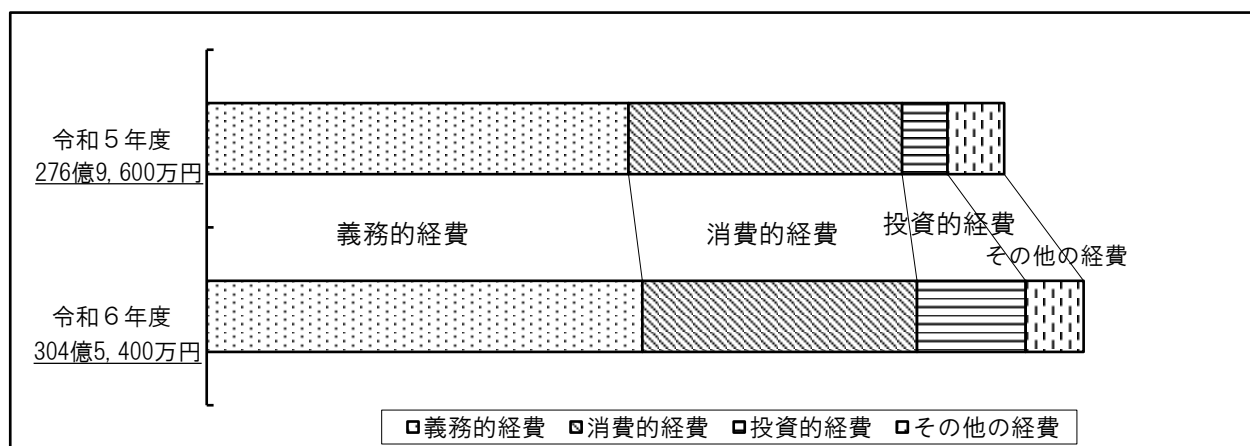 令和５年度
276億9,600万円
義務的経費
消費的経費
投資的経費
その他の経費
令和６年度
304億5,400万円
義務的経費 消費的経費 投資的経費 その他の経費